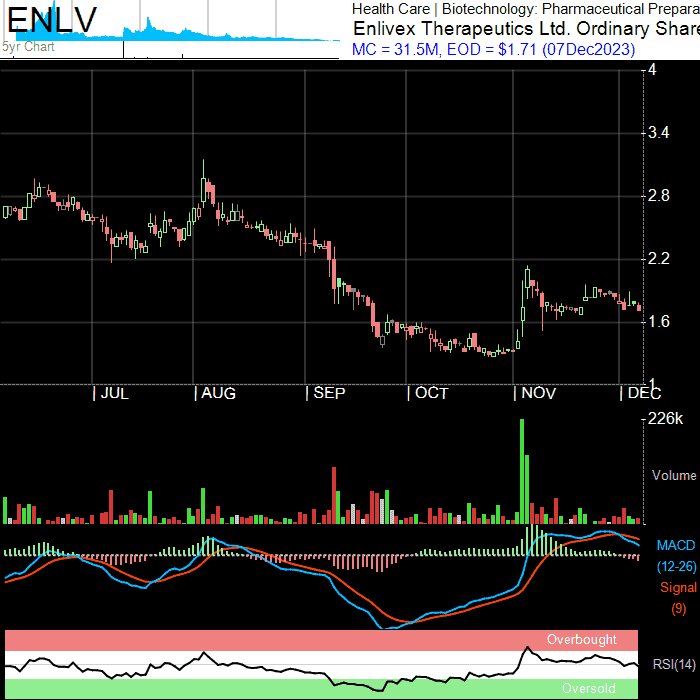 ENLV
5yr Chart
Health Care | Biotechnology: Pharmaceutical Prepara
Enlivex Therapeutics Ltd. Ordinary Share
MC = 31.5M, EOD = $1.71 (07Dec2023)
4
3.4
2.8
2.2
1.6
1
JUL AUG SEP OCT NOV DEC
226k
Volume
MACD
(12-26)
Signal
(9)
Overbought
RSI(14)
Oversold